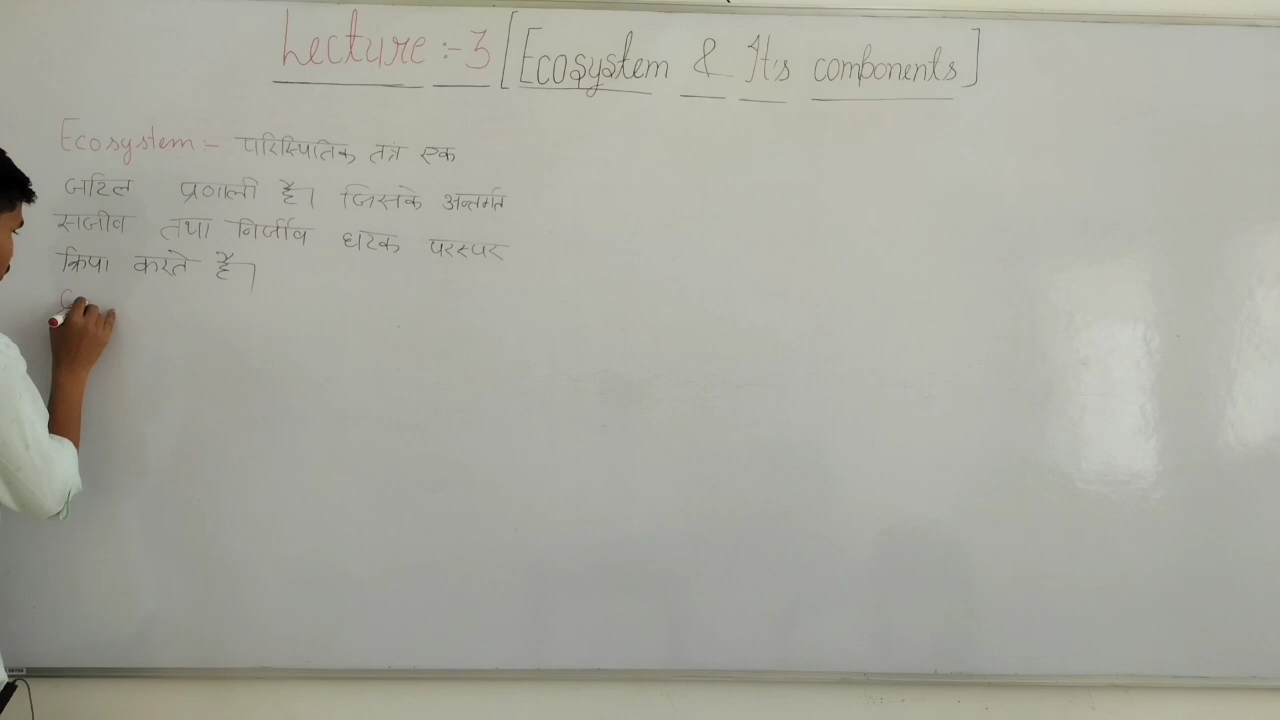 Lecture :- 3 [Ecosystem & It's components]
Ecosystem :- परिस्पितिक तंत्र एक
जटिल प्रणाली है। जिसके अन्तर्गत
सजीव तथा निर्जीव घटक परस्पर
क्रिपा करते है।